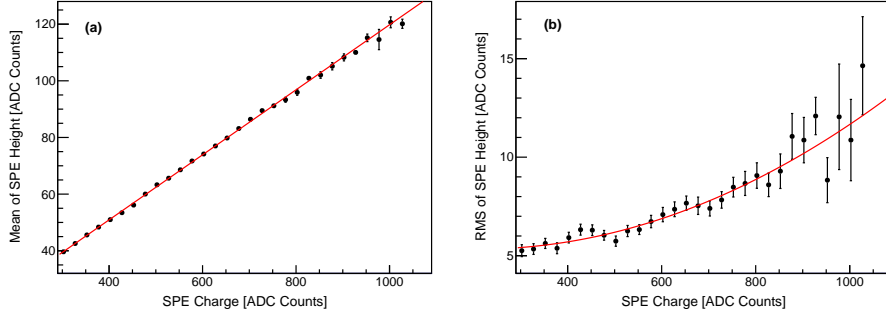 (a)
Mean of SPE Height [ADC Counts]
120
100
80
60
40
400 600 800 1000
SPE Charge [ADC Counts]
(b)
RMS of SPE Height [ADC Counts]
15
10
5
400 600 800 1000
SPE Charge [ADC Counts]